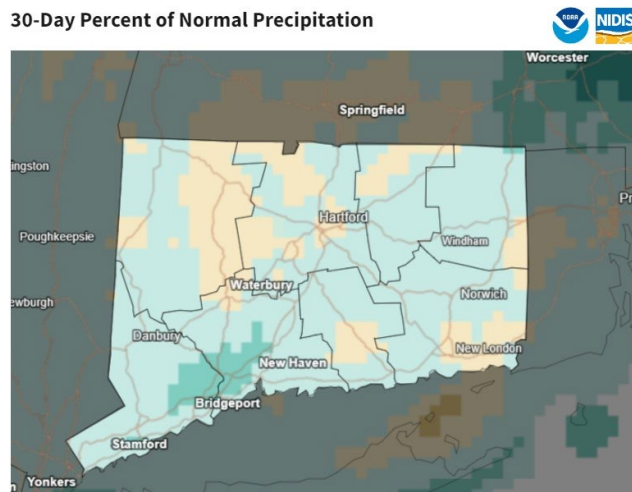 30-Day Percent of Normal Precipitation
NOAA
NIDIS
Worcester
Springfield
ingston
Hartford
Poughkeepsie
Windham
Waterbury
Norwich
ewburgh
Danbury
New London
New Haven
Bridgeport
Stamford
Yonkers